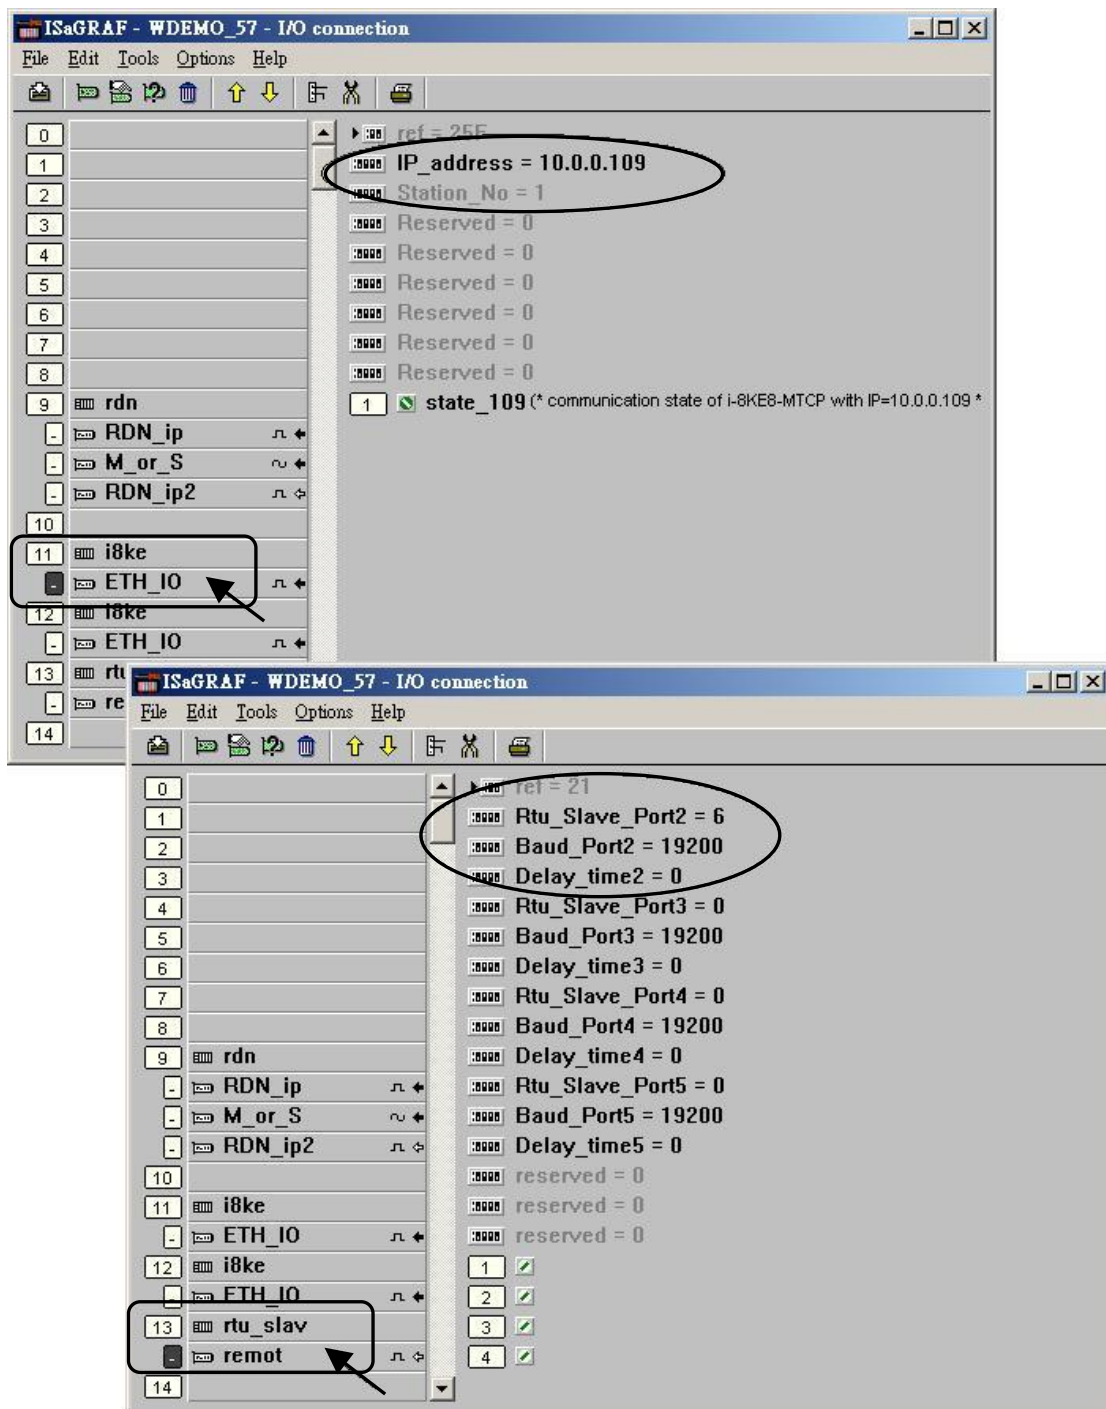 ISaGRAF - WDEMO_57 - I/O connection
File Edit Tools Options Help
0 ref = 25E
1 IP_address = 10.0.0.109
2 Station_No = 1
3 Reserved = 0
4 Reserved = 0
5 Reserved = 0
6 Reserved = 0
7 Reserved = 0
8 Reserved = 0
9 rdn 1 state_109 (* communication state of i-8KE8-MTCP with IP=10.0.0.109 *
- RDN_ip
- M_or_S
- RDN_ip2
10
11 i8ke
- ETH_IO
12 i8ke
- ETH_IO
13 rtu
- re
14
ISaGRAF - WDEMO_57 - I/O connection
File Edit Tools Options Help
0 ref = 21
1 Rtu_Slave_Port2 = 6
2 Baud_Port2 = 19200
3 Delay_time2 = 0
4 Rtu_Slave_Port3 = 0
5 Baud_Port3 = 19200
6 Delay_time3 = 0
7 Rtu_Slave_Port4 = 0
8 Baud_Port4 = 19200
9 rdn Delay_time4 = 0
- RDN_ip Rtu_Slave_Port5 = 0
- M_or_S Baud_Port5 = 19200
- RDN_ip2 Delay_time5 = 0
10 reserved = 0
11 i8ke reserved = 0
- ETH_IO reserved = 0
12 i8ke 1
- ETH_IO 2
13 rtu_slav 3
- remot 4
14